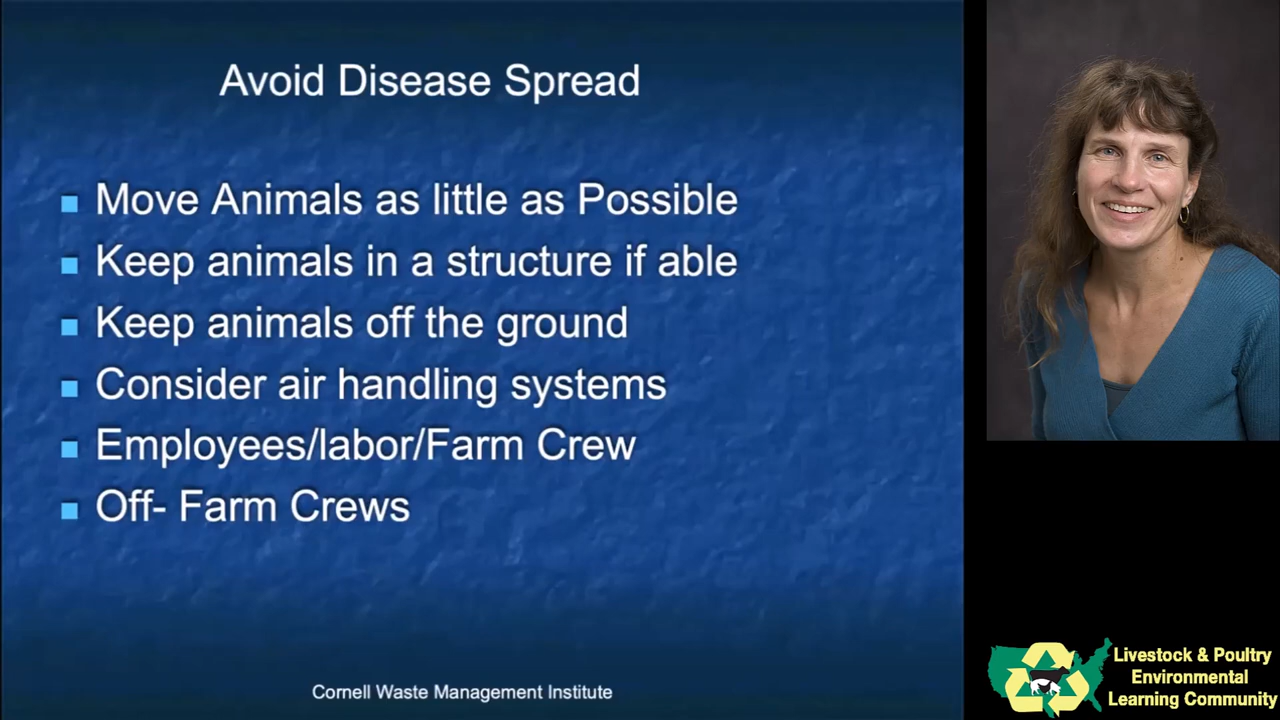 Avoid Disease Spread
Move Animals as little as Possible
Keep animals in a structure if able
Keep animals off the ground
Consider air handling systems
Employees/labor/Farm Crew
Off- Farm Crews
Cornell Waste Management Institute
Livestock & Poultry
Environmental
Learning Community